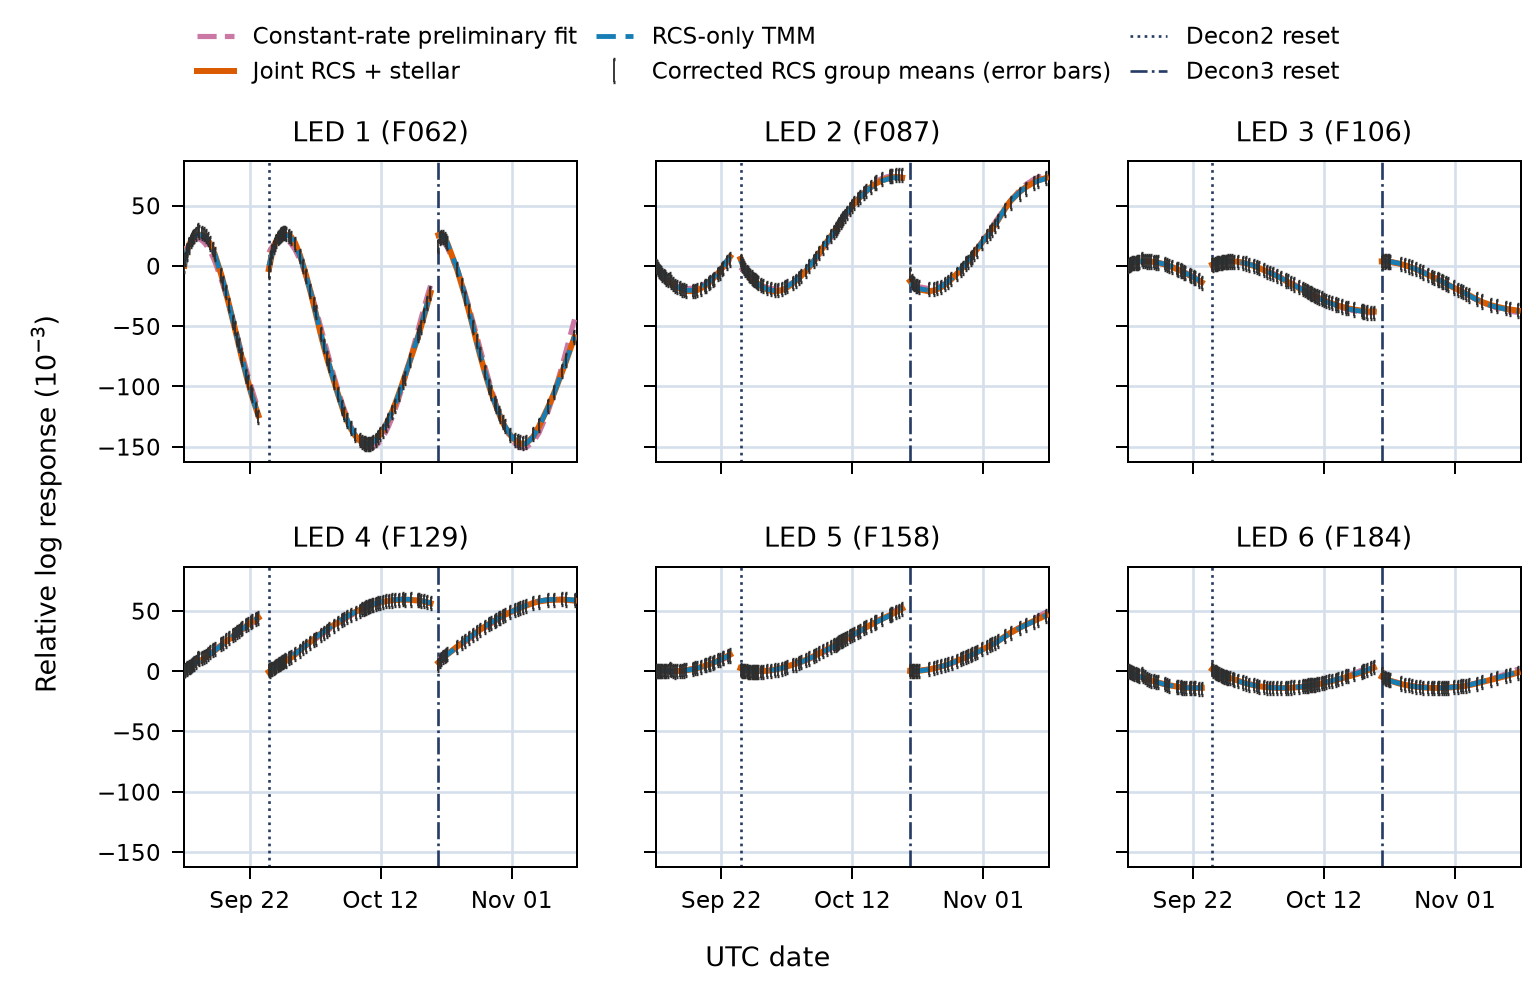 Constant-rate preliminary fit
Joint RCS + stellar
RCS-only TMM
Corrected RCS group means (error bars)
Decon2 reset
Decon3 reset
LED 1 (F062)
LED 2 (F087)
LED 3 (F106)
50
0
−50
−100
−150
LED 4 (F129)
LED 5 (F158)
LED 6 (F184)
50
0
−50
−100
−150
Sep 22
Oct 12
Nov 01
Sep 22
Oct 12
Nov 01
Sep 22
Oct 12
Nov 01
Relative log response (10⁻³)
UTC date